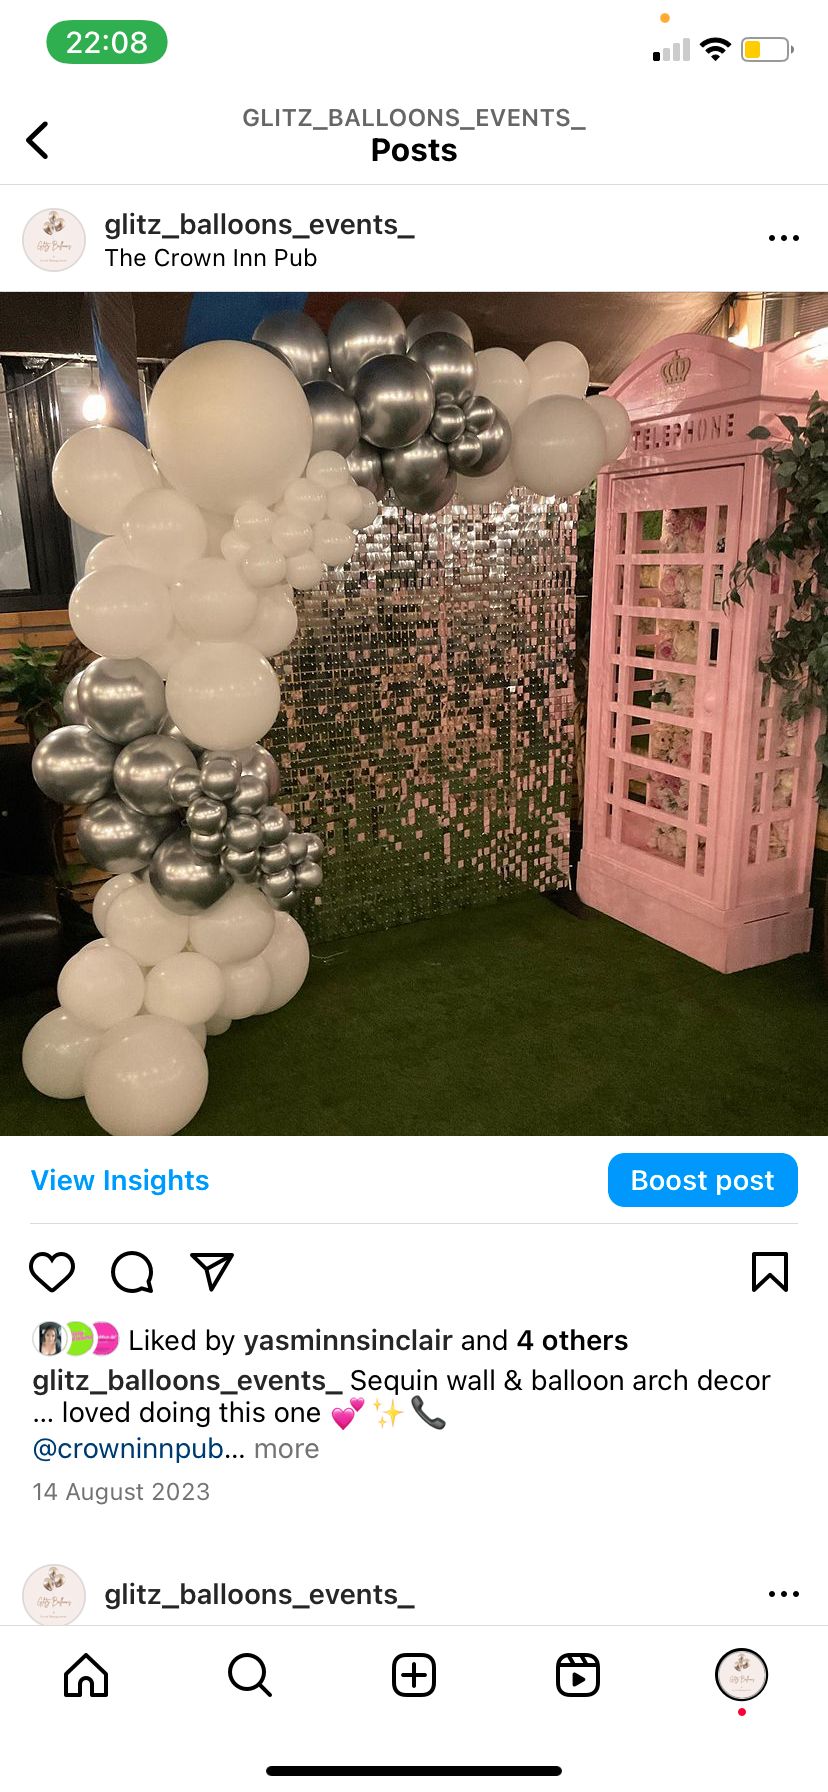 22:08
GLITZ_BALLOONS_EVENTS_
Posts
glitz_balloons_events_
The Crown Inn Pub
TELEPHONE
View Insights
Boost post
Liked by yasminnsinclair and 4 others
glitz_balloons_events_ Sequin wall & balloon arch decor
... loved doing this one 💕✨📞
@crowninnpub... more
14 August 2023
glitz_balloons_events_